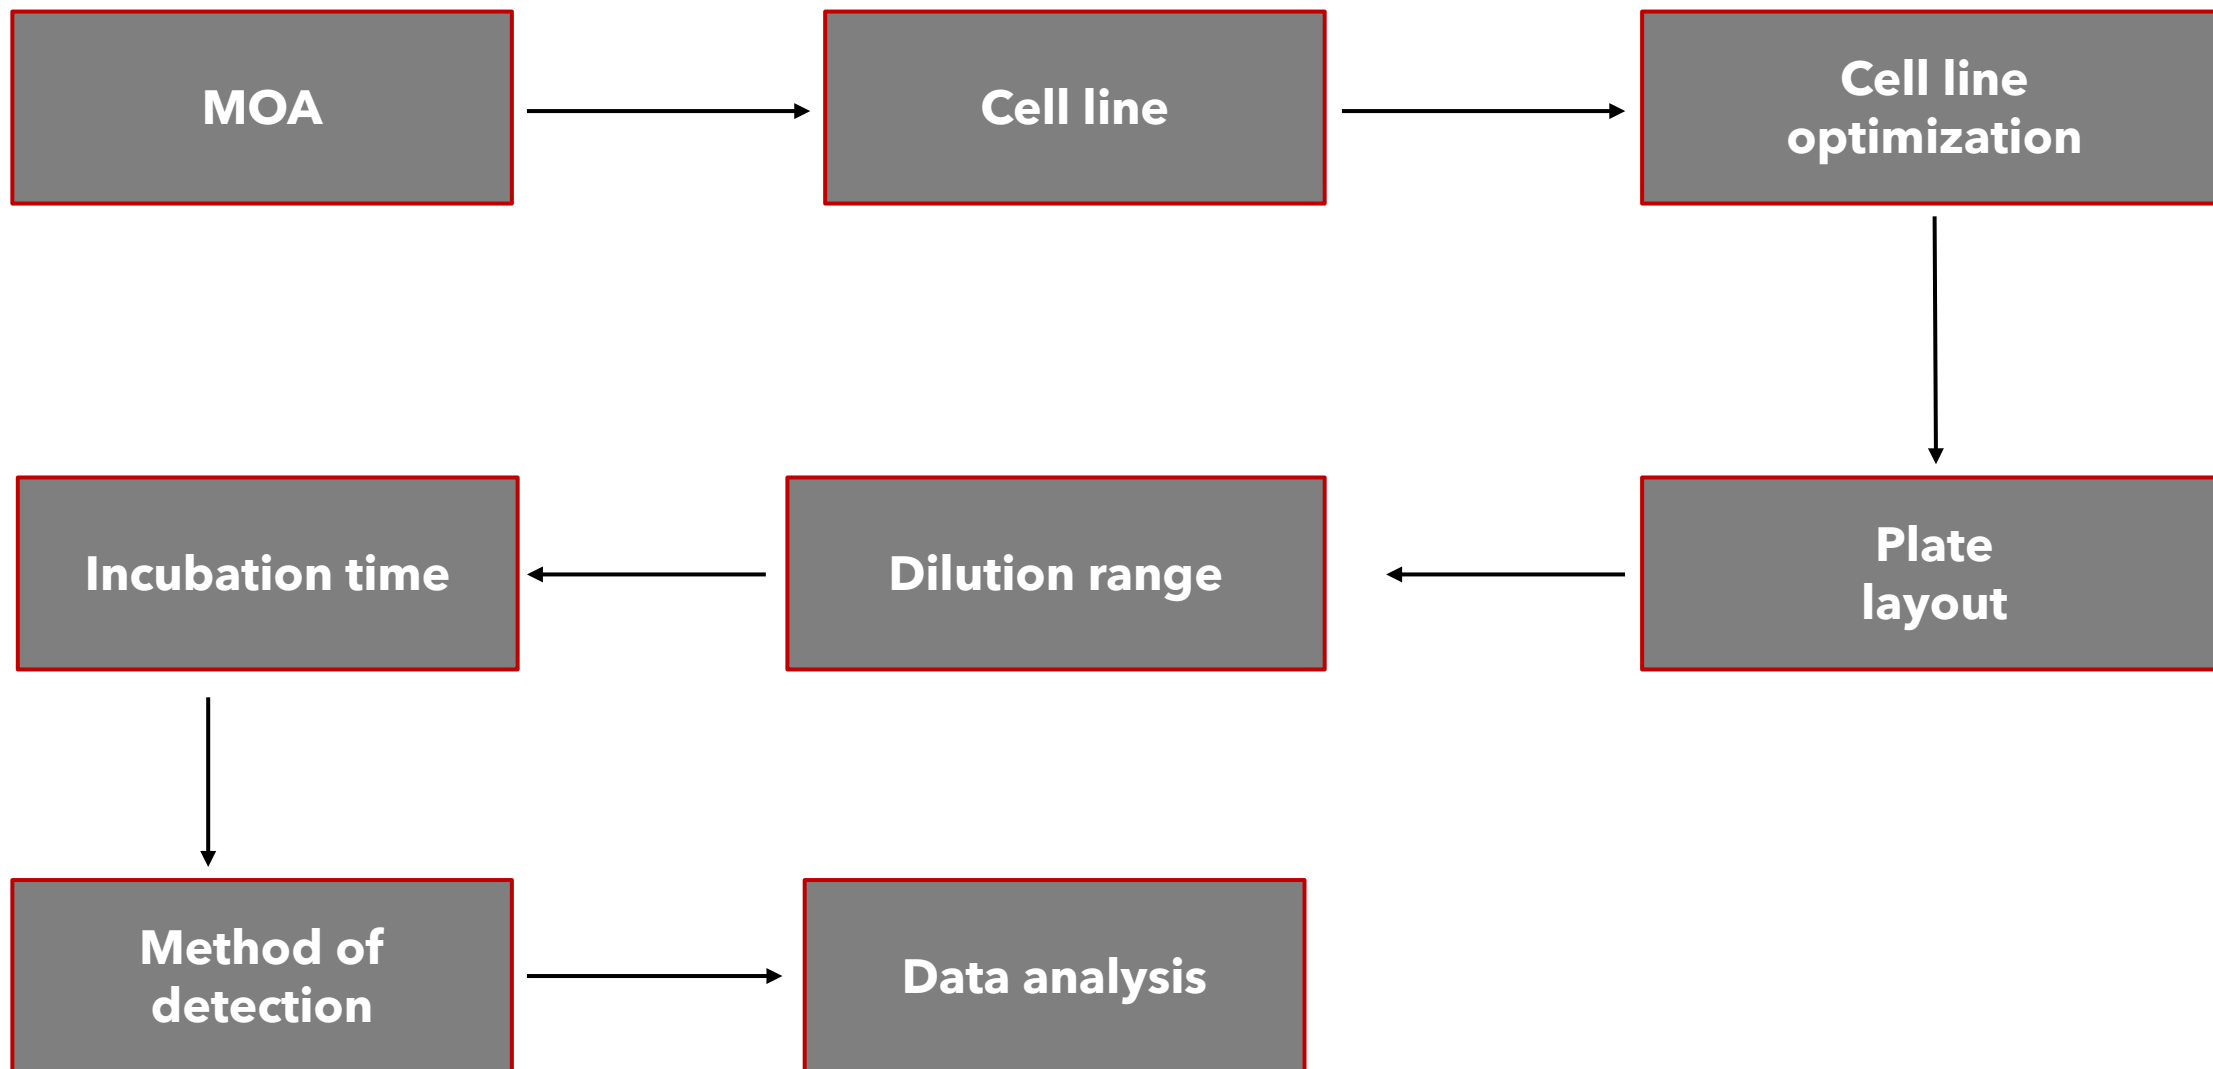 MOA
Cell line
Cell line
optimization
Plate
layout
Dilution range
Incubation time
Method of
detection
Data analysis